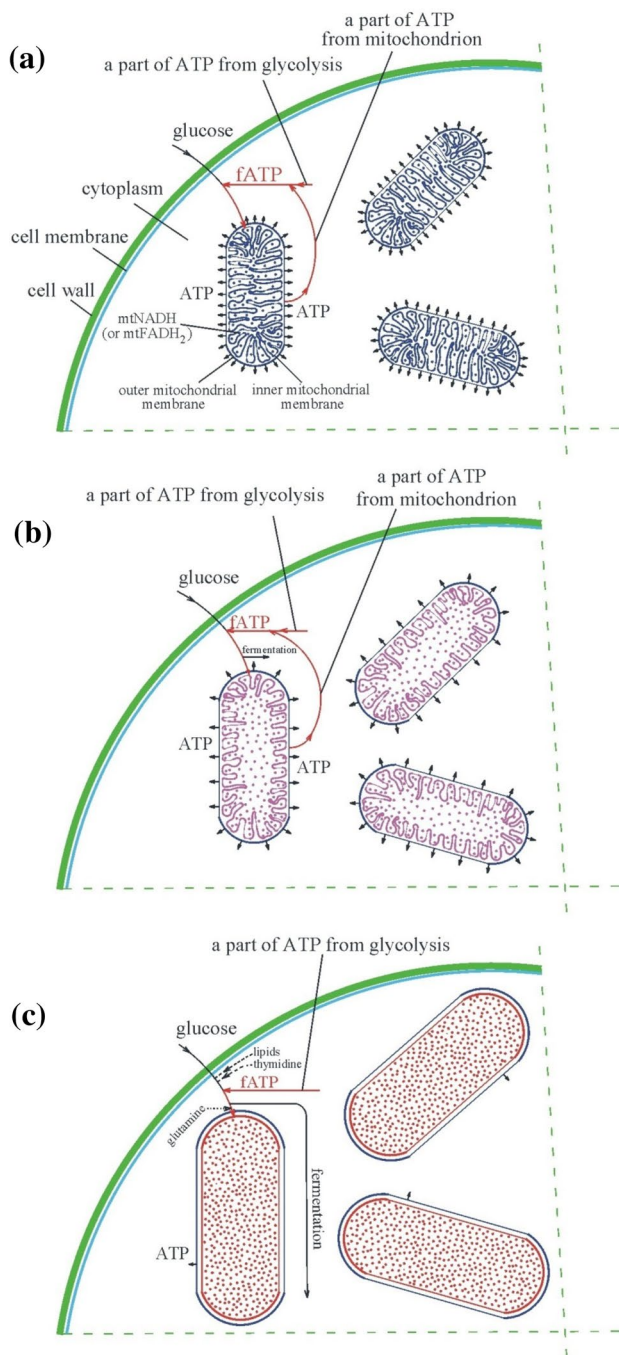 a part of ATP
from mitochondrion
(a)
a part of ATP from glycolysis
glucose
fATP
cytoplasm
cell membrane
cell wall
ATP
ATP
mtNADH
(or mtFADH2)
outer mitochondrial
membrane
inner mitochondrial
membrane
a part of ATP
from mitochondrion
a part of ATP from glycolysis
(b)
glucose
fATP
fermentation
ATP
ATP
a part of ATP from glycolysis
(c)
glucose
lipids
thymidine
fATP
glutamine
fermentation
ATP